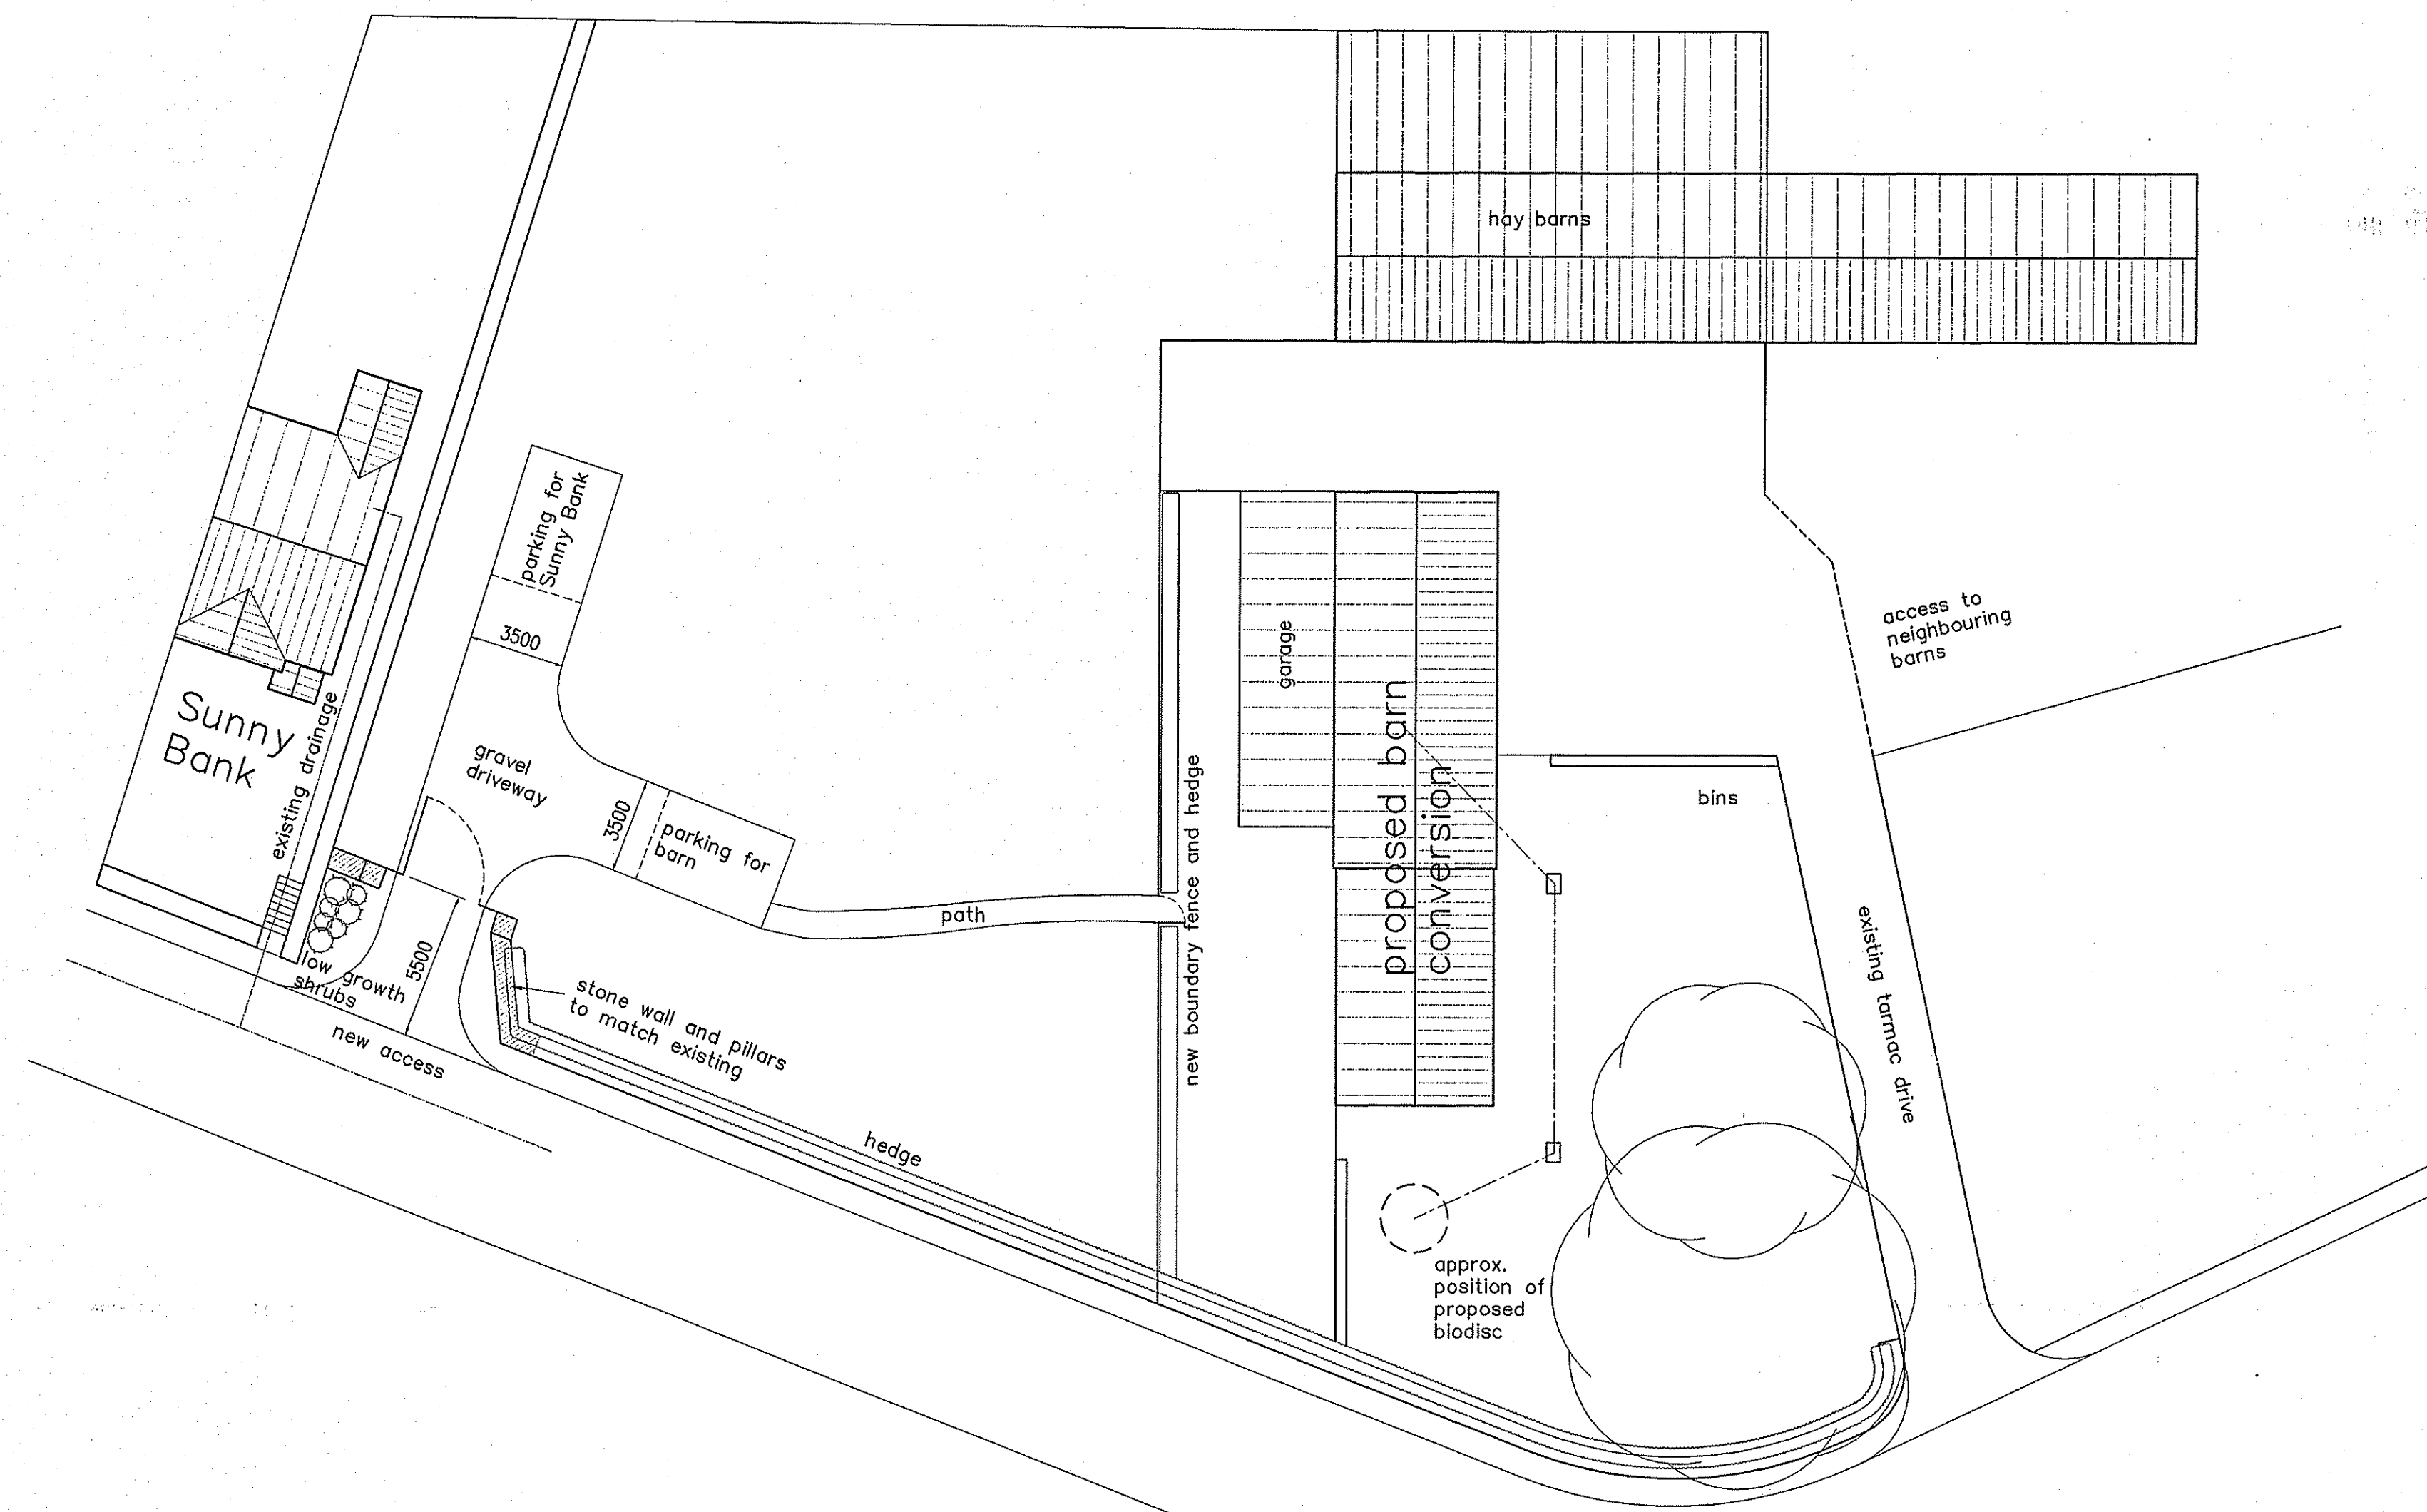 hay barns
parking for
Sunny Bank
3500
access to
neighbouring
barns
garage
Sunny
Bank
existing drainage
gravel
driveway
3500
parking for
barn
new boundary fence and hedge
proposed barn
conversion
bins
path
existing tarmac drive
5500
low growth
shrubs
stone wall and pillars
to match existing
new access
hedge
approx.
position of
proposed
biodisc